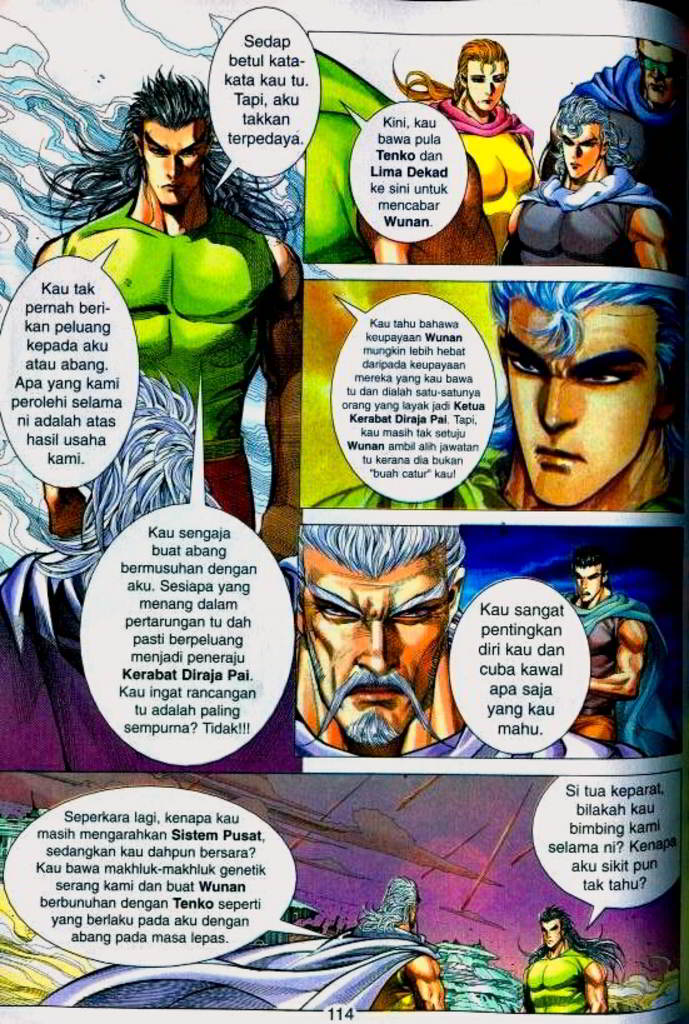 Sedap
betul kata-
kata kau tu.
Tapi, aku
takkan
terpedaya.
Kini, kau
bawa pula
Tenko dan
Lima Dekad
ke sini untuk
mencabar
Wunan.
Kau tak
pernah beri-
kan peluang
kepada aku
atau abang.
Apa yang kami
perolehi selama
ni adalah atas
hasil usaha
kami.
Kau tahu bahawa
keupayaan Wunan
mungkin lebih hebat
daripada keupayaan
mereka yang kau bawa
tu dan dialah satu-satunya
orang yang layak jadi Ketua
Kerabat Diraja Pai. Tapi,
kau masih tak setuju
Wunan ambil alih jawatan
tu kerana dia bukan
"buah catur" kau!
Kau sengaja
buat abang
bermusuhan dengan
aku. Sesiapa yang
menang dalam
pertarungan tu dah
pasti berpeluang
menjadi peneraju
Kerabat Diraja Pai.
Kau ingat rancangan
tu adalah paling
sempurna? Tidak!!!
Kau sangat
pentingkan
diri kau dan
cuba kawal
apa saja
yang kau
mahu.
Seperkara lagi, kenapa kau
masih mengarahkan Sistem Pusat,
sedangkan kau dahpun bersara?
Kau bawa makhluk-makhluk genetik
serang kami dan buat Wunan
berbunuhan dengan Tenko seperti
yang berlaku pada aku dengan
abang pada masa lepas.
Si tua keparat,
bilakah kau
bimbing kami
selama ni? Kenapa
aku sikit pun
tak tahu?
114